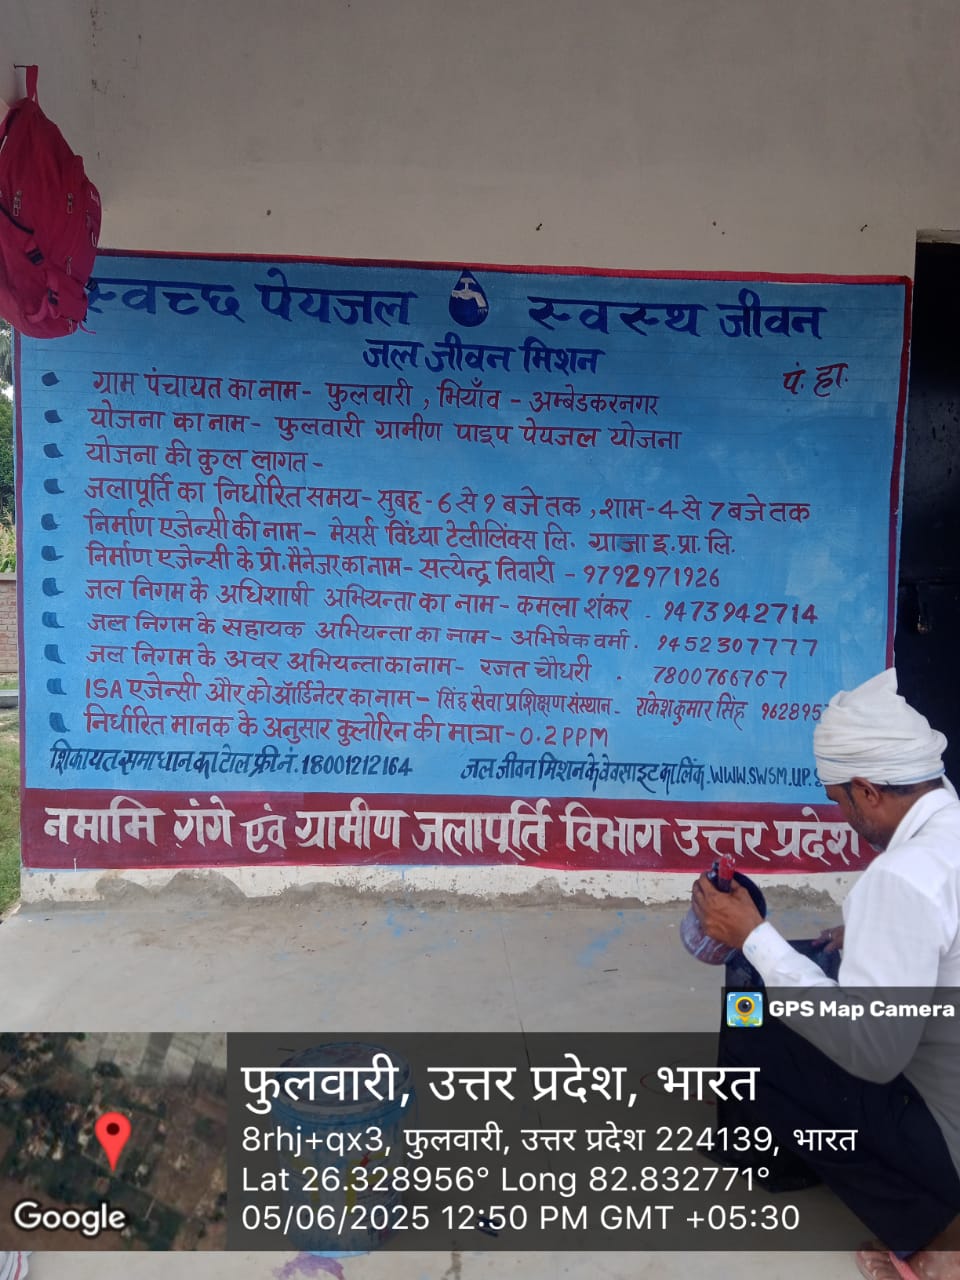 स्वच्छ पेयजल स्वस्थ जीवन
जल जीवन मिशन
पं. हा.
ग्राम पंचायत का नाम - फुलवारी , भियाँव - अम्बेडकरनगर
योजना का नाम - फुलवारी ग्रामीण पाइप पेयजल योजना
योजना की कुल लागत -
जलापूर्ति का निर्धारित समय - सुबह - 6 से 9 बजे तक , शाम - 4 से 7 बजे तक
निर्माण एजेन्सी की नाम - मेसर्स विंध्या टेलीलिंक्स लि. ग्राजा इ. प्रा. लि.
निर्माण एजेन्सी के प्रो. मैनेजर का नाम - सत्येन्द्र तिवारी - 9792971926
जल निगम के अधिशाषी अभियन्ता का नाम - कमला शंकर . 9473942714
जल निगम के सहायक अभियन्ता का नाम - अभिषेक वर्मा . 9452307777
जल निगम के अवर अभियन्ता का नाम - रजत चौधरी . 7800766767
ISA एजेन्सी और को ऑर्डिनेटर का नाम - सिंह सेवा प्रशिक्षण संस्थान - राकेश कुमार सिंह 96289
निर्धारित मानक के अनुसार क्लोरिन की मात्रा - 0.2 PPM
शिकायत समाधान का टोल फ्री नं. 18001212164 जल जीवन मिशन के वेवसाइट का लिंक . WWW.SWSM.UP.
नमामि गंगे एवं ग्रामीण जलापूर्ति विभाग उत्तर प्रदेश
GPS Map Camera
फुलवारी, उत्तर प्रदेश, भारत
8rhj+qx3, फुलवारी, उत्तर प्रदेश 224139, भारत
Lat 26.328956° Long 82.832771°
05/06/2025 12:50 PM GMT +05:30
Google